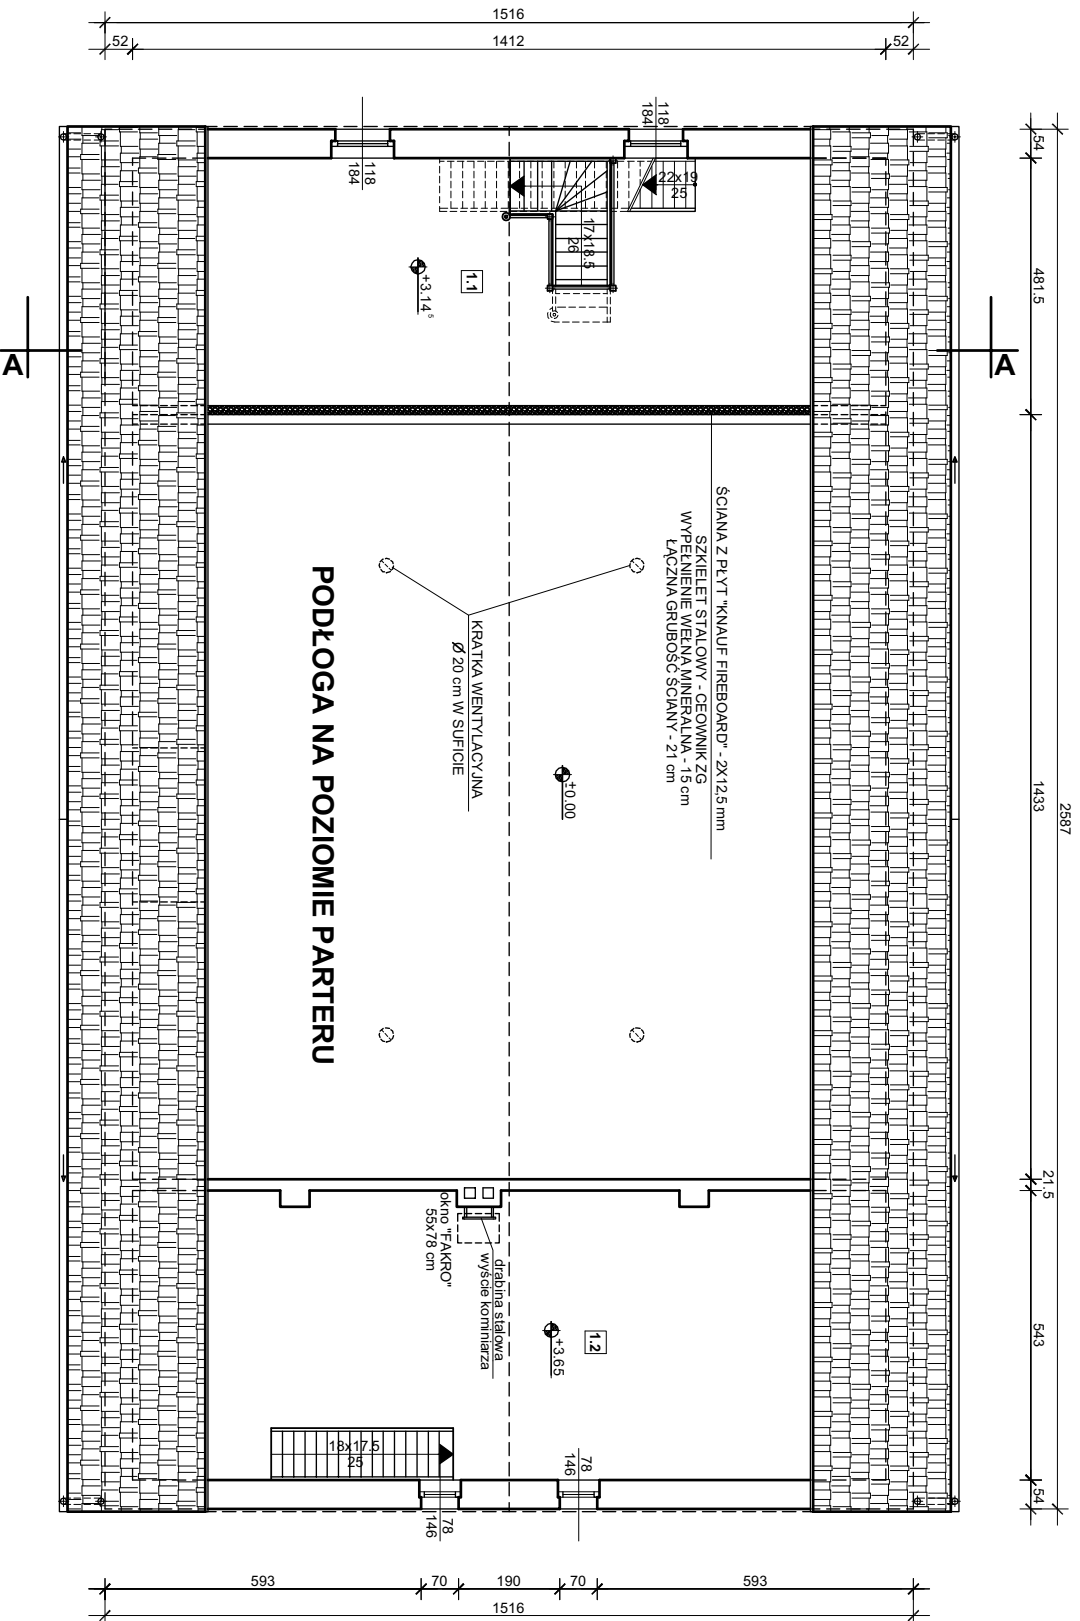 1516
52
1412
52
118
184
118
184
54
22x19
25
17x18.5
26
1.1
+3.14⁵
481.5
A
A
ŚCIANA Z PŁYT "KNAUF FIREBOARD" - 2X12,5 mm
SZKIELET STALOWY - CEOWNIK ZG
WYPEŁNIENIE WEŁNA MINERALNA - 15 cm
ŁĄCZNA GRUBOŚĆ ŚCIANY - 21 cm
KRATKA WENTYLACYJNA
Ø 20 cm W SUFICIE
PODŁOGA NA POZIOMIE PARTERU
±0.00
1433
2587
21.5
okno "FAKRO"
55x78 cm
drabina stalowa
wyście kominiarza
1.2
+3.65
543
18x17.5
25
78
146
78
146
54
593
70
190
70
593
1516